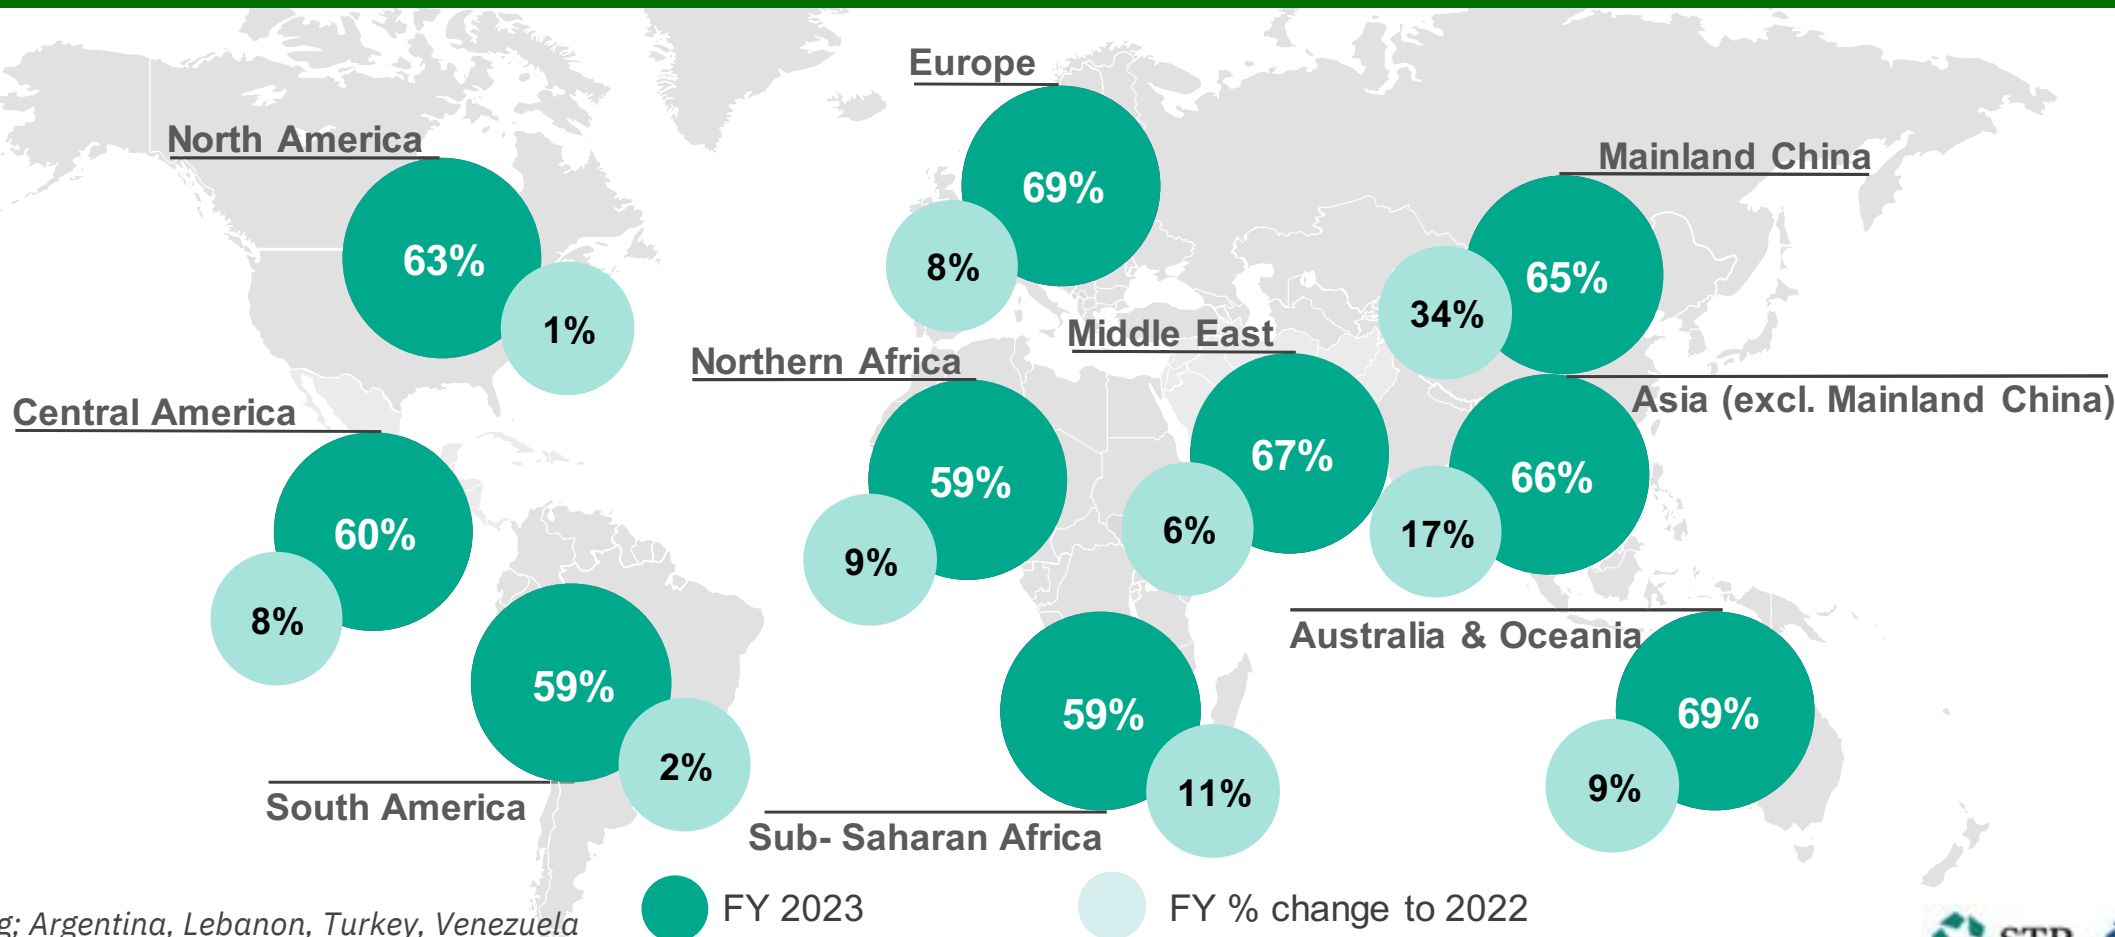 Europe
69%
8%
North America
63%
1%
Mainland China
65%
34%
Middle East
67%
6%
Northern Africa
59%
9%
Asia (excl. Mainland China)
66%
17%
Central America
60%
8%
South America
59%
2%
Sub- Saharan Africa
59%
11%
Australia & Oceania
69%
9%
FY 2023
FY % change to 2022
Argentina, Lebanon, Turkey, Venezuela
STR